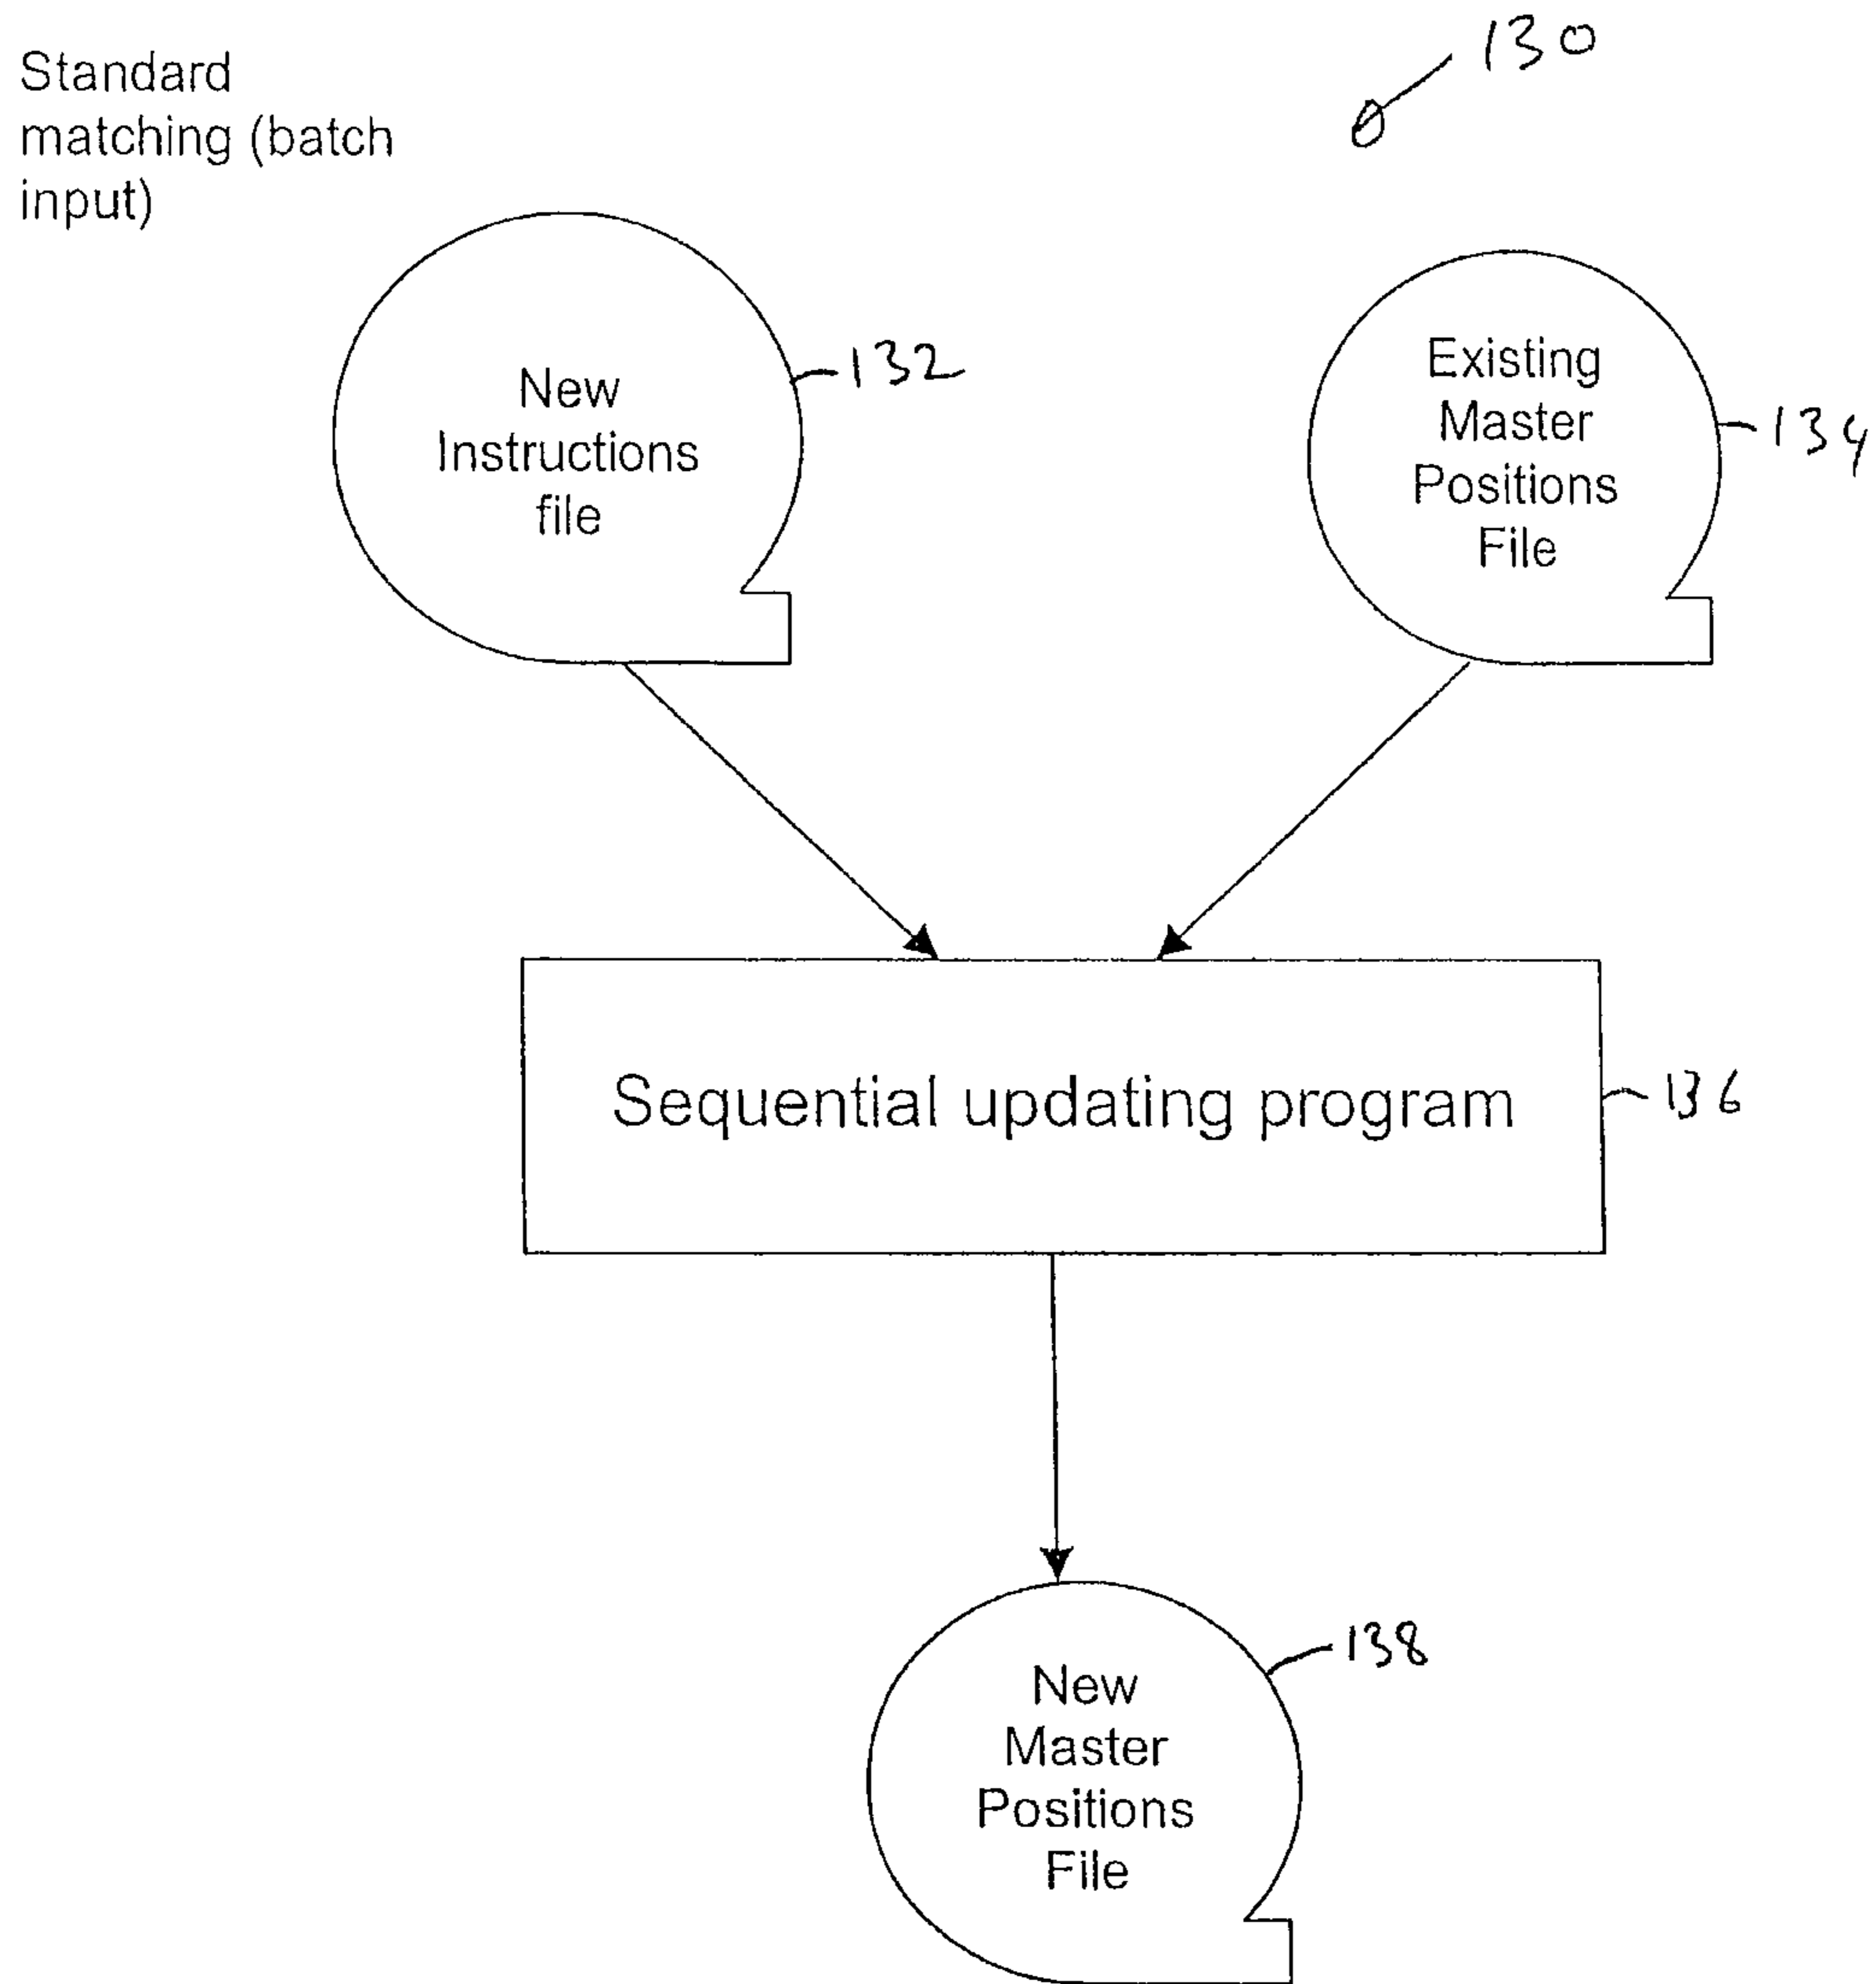 Standard
matching (batch
input)
130
New
Instructions
file
132
Existing
Master
Positions
File
134
Sequential updating program
136
New
Master
Positions
File
138